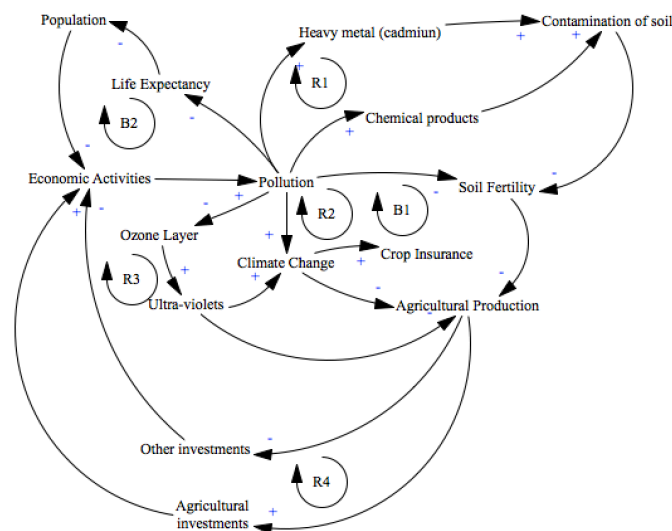 Population
Contamination of soil
Heavy metal (cadmiun)
-
+
+
+
R1
Life Expectancy
B2
-
Chemical products
+
-
-
Economic Activities
Pollution
Soil Fertility
-
-
+
-
-
+
R2
B1
Ozone Layer
+
Crop Insurance
Climate Change
+
+
+
R3
-
-
-
Ultra-violets
Agricultural Production
Other investments
-
R4
Agricultural
investments
+